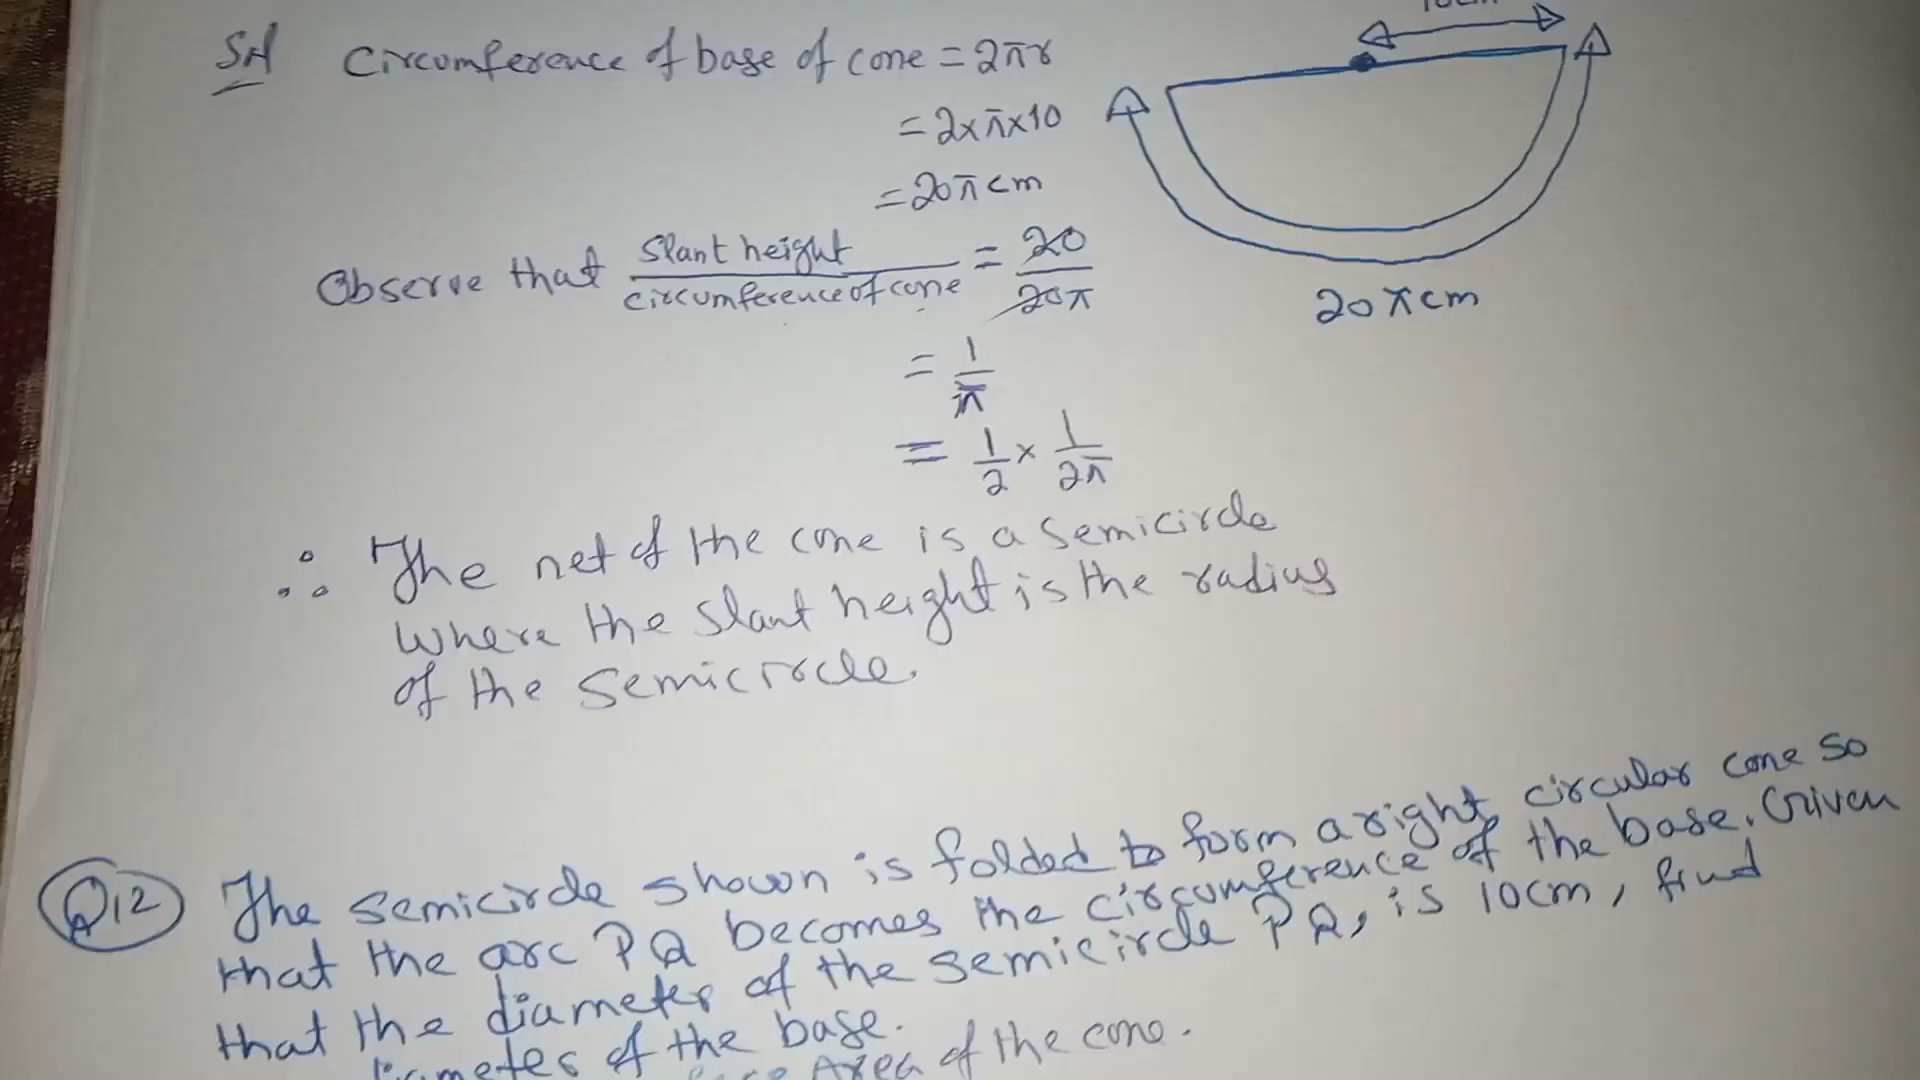 Sol Circumference of base of cone = 2πr
= 2×π×10
= 20π cm
Observe that slant height / circumference of cone = 20 / 20π
20π cm
= 1/π
= 1/2 × 1/2π
∴ The net of the cone is a semicircle
where the slant height is the radius
of the semicircle.
Q12 The semicircle shown is folded to form a right circular cone so
that the arc PQ becomes the circumference of the base. Given
that the diameter of the semicircle PQ, is 10cm, find
diameter of the base.
Area of the cone.